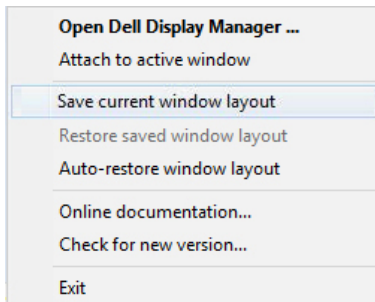 Open Dell Display Manager ...
Attach to active window
Save current window layout
Restore saved window layout
Auto-restore window layout
Online documentation...
Check for new version...
Exit